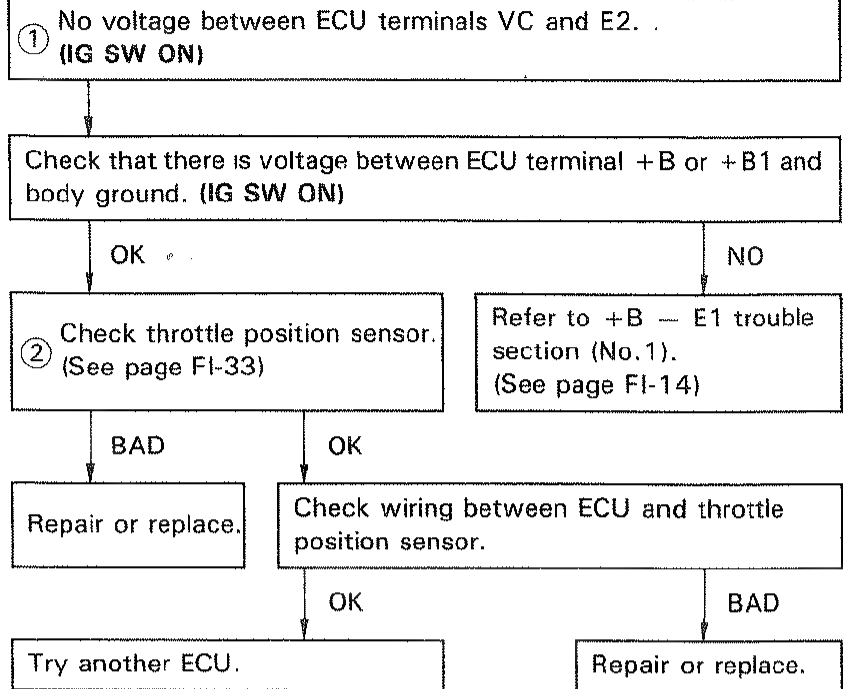 ① No voltage between ECU terminals VC and E2. .
(IG SW ON)
Check that there is voltage between ECU terminal +B or +B1 and
body ground. (IG SW ON)
OK
NO
② Check throttle position sensor.
(See page FI-33)
Refer to +B — E1 trouble
section (No.1).
(See page FI-14)
BAD
OK
Repair or replace.
Check wiring between ECU and throttle
position sensor.
OK
BAD
Try another ECU.
Repair or replace.